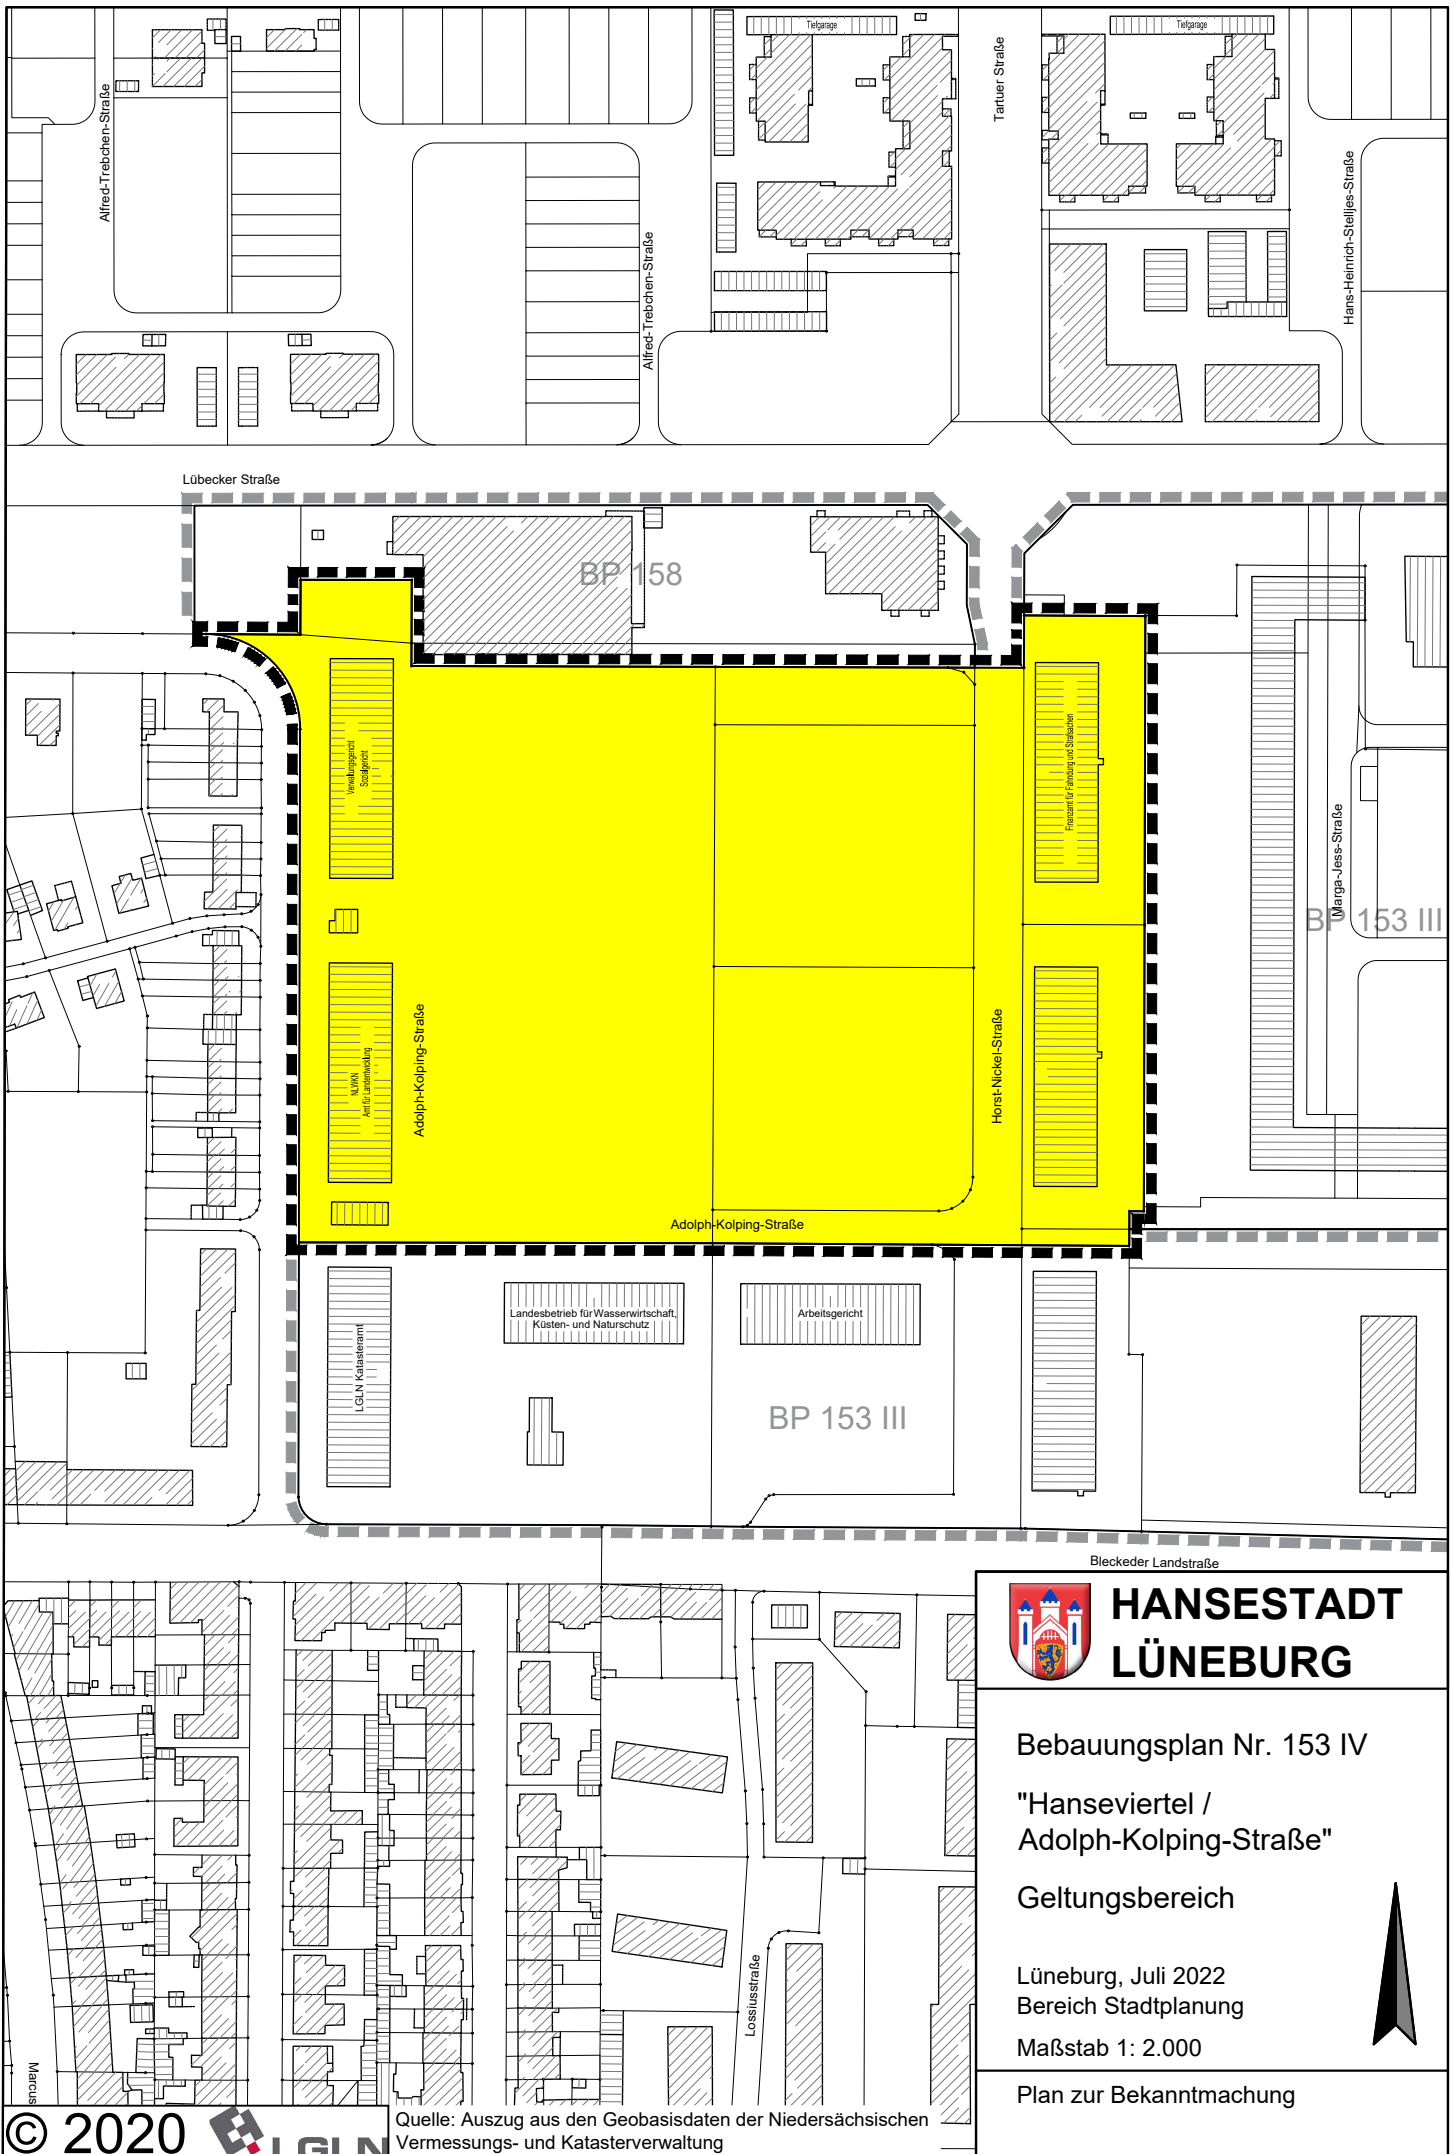 Tiefgarage
Tiefgarage
Alfred-Trebchen-Straße
Tartuer Straße
Hans-Heinrich-Stelljes-Straße
Alfred-Trebchen-Straße
Lübecker Straße
BP 158
Verwaltungsgericht
Sozialgericht
Finanzamt für Fahndung und Strafsachen
Marga-Jess-Straße
BP 153 III
NLWKN
Amt für Landentwicklung
Adolph-Kolping-Straße
Horst-Nickel-Straße
Adolph-Kolping-Straße
Landesbetrieb für Wasserwirtschaft,
Küsten- und Naturschutz
Arbeitsgericht
LGLN Katasteramt
BP 153 III
Bleckeder Landstraße
HANSESTADT
LÜNEBURG
Bebauungsplan Nr. 153 IV
"Hanseviertel /
Adolph-Kolping-Straße"
Geltungsbereich
Lüneburg, Juli 2022
Bereich Stadtplanung
Maßstab 1: 2.000
Plan zur Bekanntmachung
Lossiusstraße
Marcus
© 2020
LGLN
Quelle: Auszug aus den Geobasisdaten der Niedersächsischen
Vermessungs- und Katasterverwaltung